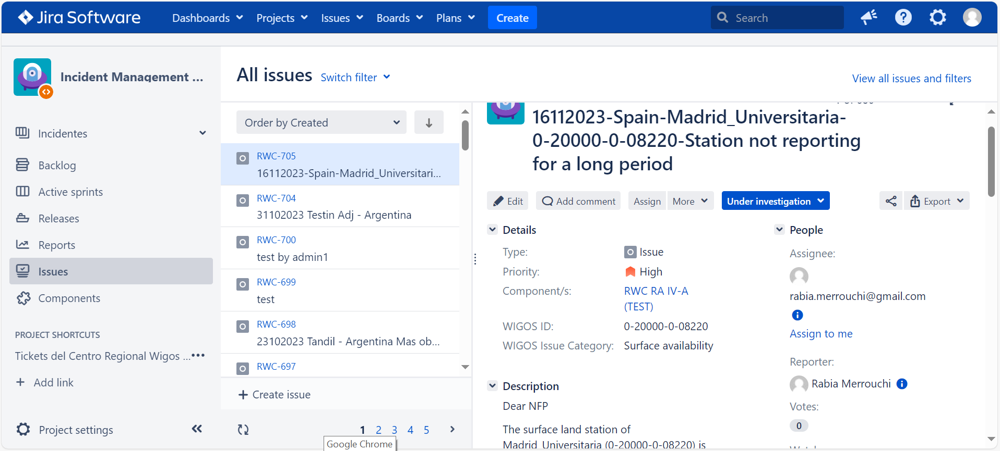 Jira Software
Dashboards
Projects
Issues
Boards
Plans
Create
Search
Incident Management ...
Incidentes
Backlog
Active sprints
Releases
Reports
Issues
Components
PROJECT SHORTCUTS
Tickets del Centro Regional Wigos ...
+ Add link
Project settings
All issues
Switch filter
View all issues and filters
Order by Created
RWC-705
16112023-Spain-Madrid_Universitari...
RWC-704
31102023 Testin Adj - Argentina
RWC-700
test by admin1
RWC-699
test
RWC-698
23102023 Tandil - Argentina Mas ob...
RWC-697
+ Create issue
1 2 3 4 5
Google Chrome
16112023-Spain-Madrid_Universitaria-
0-20000-0-08220-Station not reporting
for a long period
Edit
Add comment
Assign
More
Under investigation
Export
Details
Type: Issue
Priority: High
Component/s: RWC RA IV-A
(TEST)
WIGOS ID: 0-20000-0-08220
WIGOS Issue Category: Surface availability
Description
Dear NFP
The surface land station of
Madrid_Universitaria (0-20000-0-08220) is
People
Assignee:
rabia.merrouchi@gmail.com
Assign to me
Reporter:
Rabia Merrouchi
Votes:
0